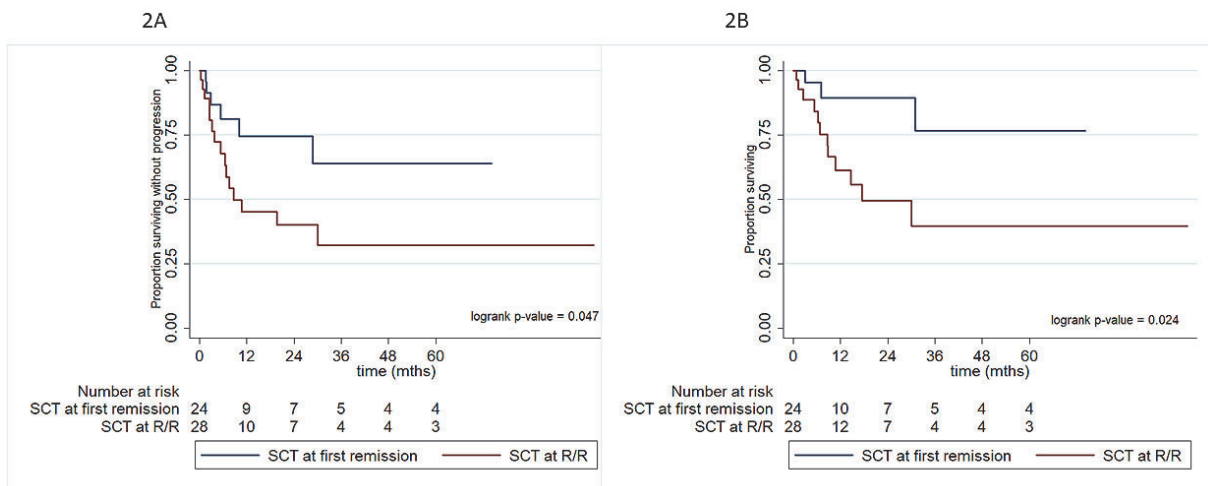 2A
Proportion surviving without progression
1.00
0.75
0.50
0.25
0.00
logrank p-value = 0.047
0 12 24 36 48 60
time (mths)
Number at risk
SCT at first remission 24 9 7 5 4 4
SCT at R/R 28 10 7 4 4 3
SCT at first remission SCT at R/R
2B
Proportion surviving
1.00
0.75
0.50
0.25
0.00
logrank p-value = 0.024
0 12 24 36 48 60
time (mths)
Number at risk
SCT at first remission 24 10 7 5 4 4
SCT at R/R 28 12 7 4 4 3
SCT at first remission SCT at R/R